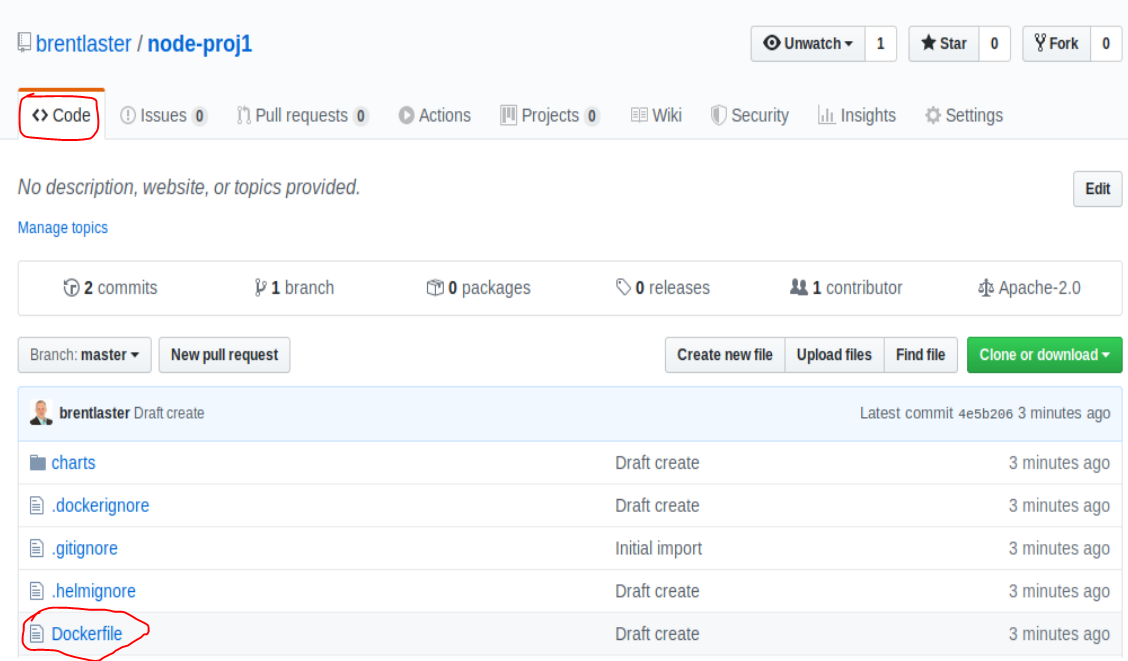 brentlaster / node-proj1
Unwatch 1 Star 0 Fork 0
Code Issues 0 Pull requests 0 Actions Projects 0 Wiki Security Insights Settings
No description, website, or topics provided. Edit
Manage topics
2 commits 1 branch 0 packages 0 releases 1 contributor Apache-2.0
Branch: master New pull request Create new file Upload files Find file Clone or download
brentlaster Draft create Latest commit 4e5b206 3 minutes ago
charts Draft create 3 minutes ago
.dockerignore Draft create 3 minutes ago
.gitignore Initial import 3 minutes ago
.helmignore Draft create 3 minutes ago
Dockerfile Draft create 3 minutes ago